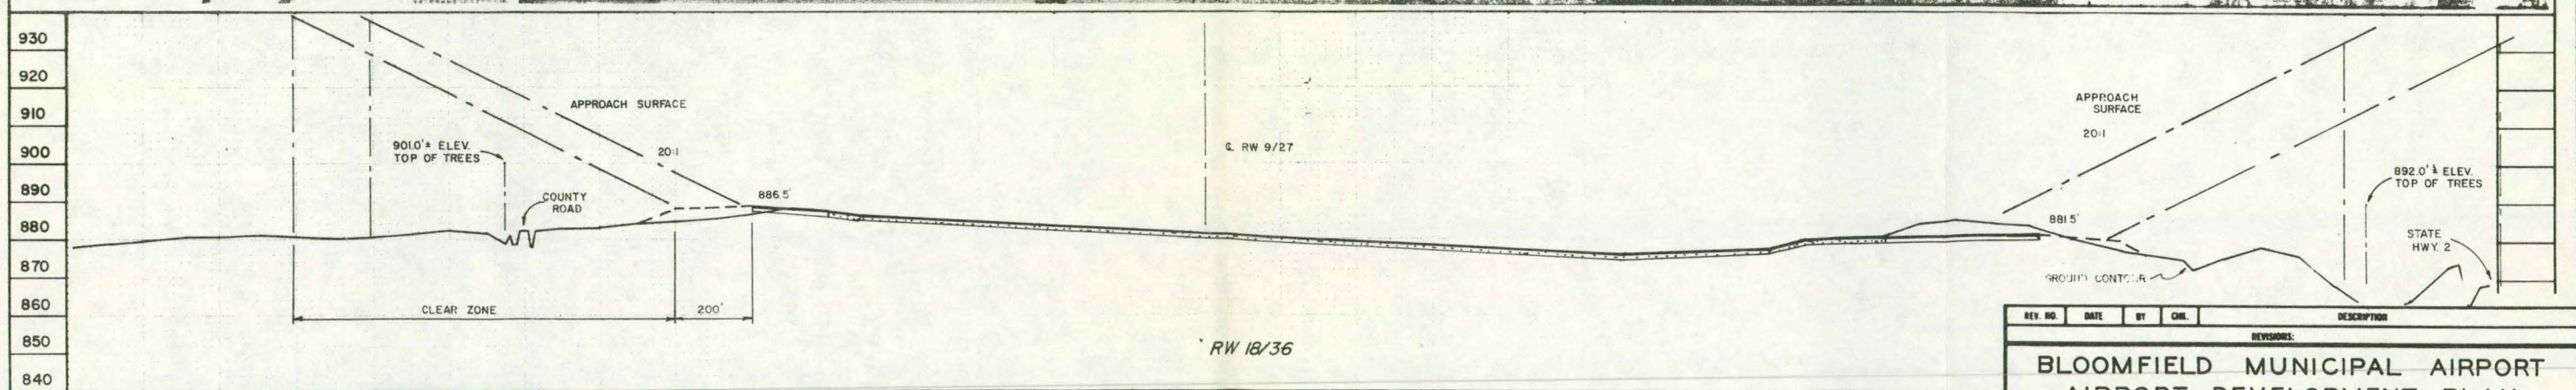 930
920
910
900
890
880
870
860
850
840
APPROACH SURFACE
20:1
901.0'± ELEV.
TOP OF TREES
COUNTY
ROAD
886.5'
CLEAR ZONE
200'
℄ RW 9/27
RW 18/36
APPROACH
SURFACE
20:1
881.5'
892.0'± ELEV.
TOP OF TREES
STATE
HWY. 2
GROUND CONTOUR
REV. NO. DATE BY CHK. DESCRIPTION
REVISIONS:
BLOOMFIELD MUNICIPAL AIRPORT
AIRPORT DEVELOPMENT PLAN